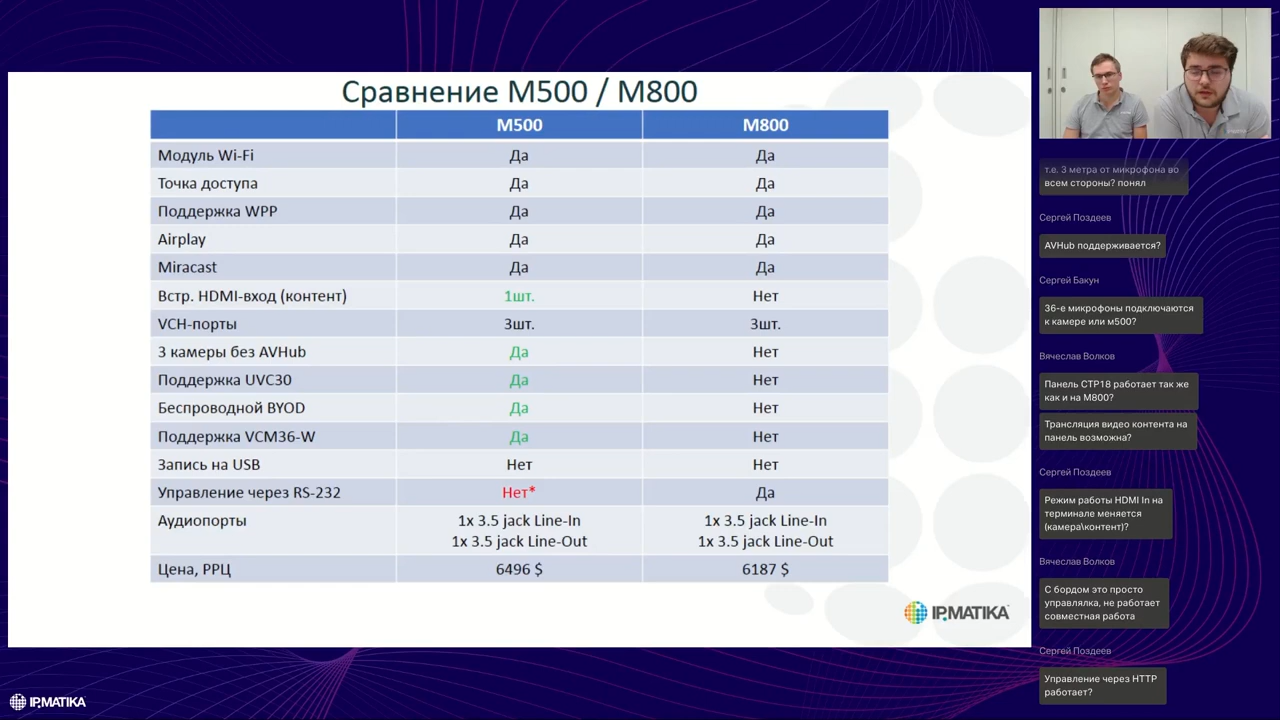 Сравнение M500 / M800
M500 M800
Модуль Wi-Fi Да Да
Точка доступа Да Да
Поддержка WPP Да Да
Airplay Да Да
Miracast Да Да
Встр. HDMI-вход (контент) 1шт. Нет
VCH-порты 3шт. 3шт.
3 камеры без AVHub Да Нет
Поддержка UVC30 Да Нет
Беспроводной BYOD Да Нет
Поддержка VCM36-W Да Нет
Запись на USB Нет Нет
Управление через RS-232 Нет* Да
Аудиопорты 1x 3.5 jack Line-In 1x 3.5 jack Line-In
1x 3.5 jack Line-Out 1x 3.5 jack Line-Out
Цена, РРЦ 6496 $ 6187 $
IPMATIKA
IPMATIKA
т.е. 3 метра от микрофона во
всем стороны? понял
Сергей Поздеев
AVHub поддерживается?
Сергей Бакун
36-е микрофоны подключаются
к камере или м500?
Вячеслав Волков
Панель CTP18 работает так же
как и на M800?
Трансляция видео контента на
панель возможна?
Сергей Поздеев
Режим работы HDMI In на
терминале меняется
(камера\контент)?
Вячеслав Волков
С бордом это просто
управлялка, не работает
совместная работа
Сергей Поздеев
Управление через HTTP
работает?